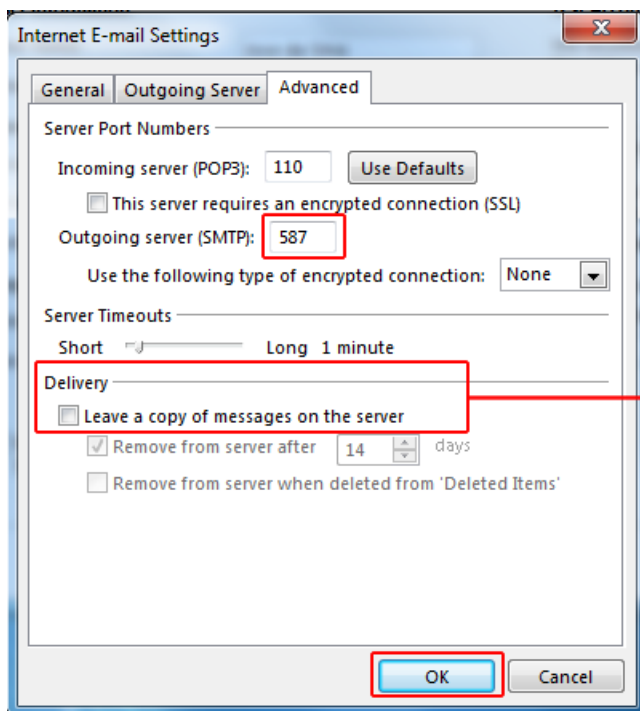 Internet E-mail Settings
General Outgoing Server Advanced
Server Port Numbers
Incoming server (POP3): 110 Use Defaults
This server requires an encrypted connection (SSL)
Outgoing server (SMTP): 587
Use the following type of encrypted connection: None
Server Timeouts
Short Long 1 minute
Delivery
Leave a copy of messages on the server
Remove from server after 14 days
Remove from server when deleted from 'Deleted Items'
OK Cancel